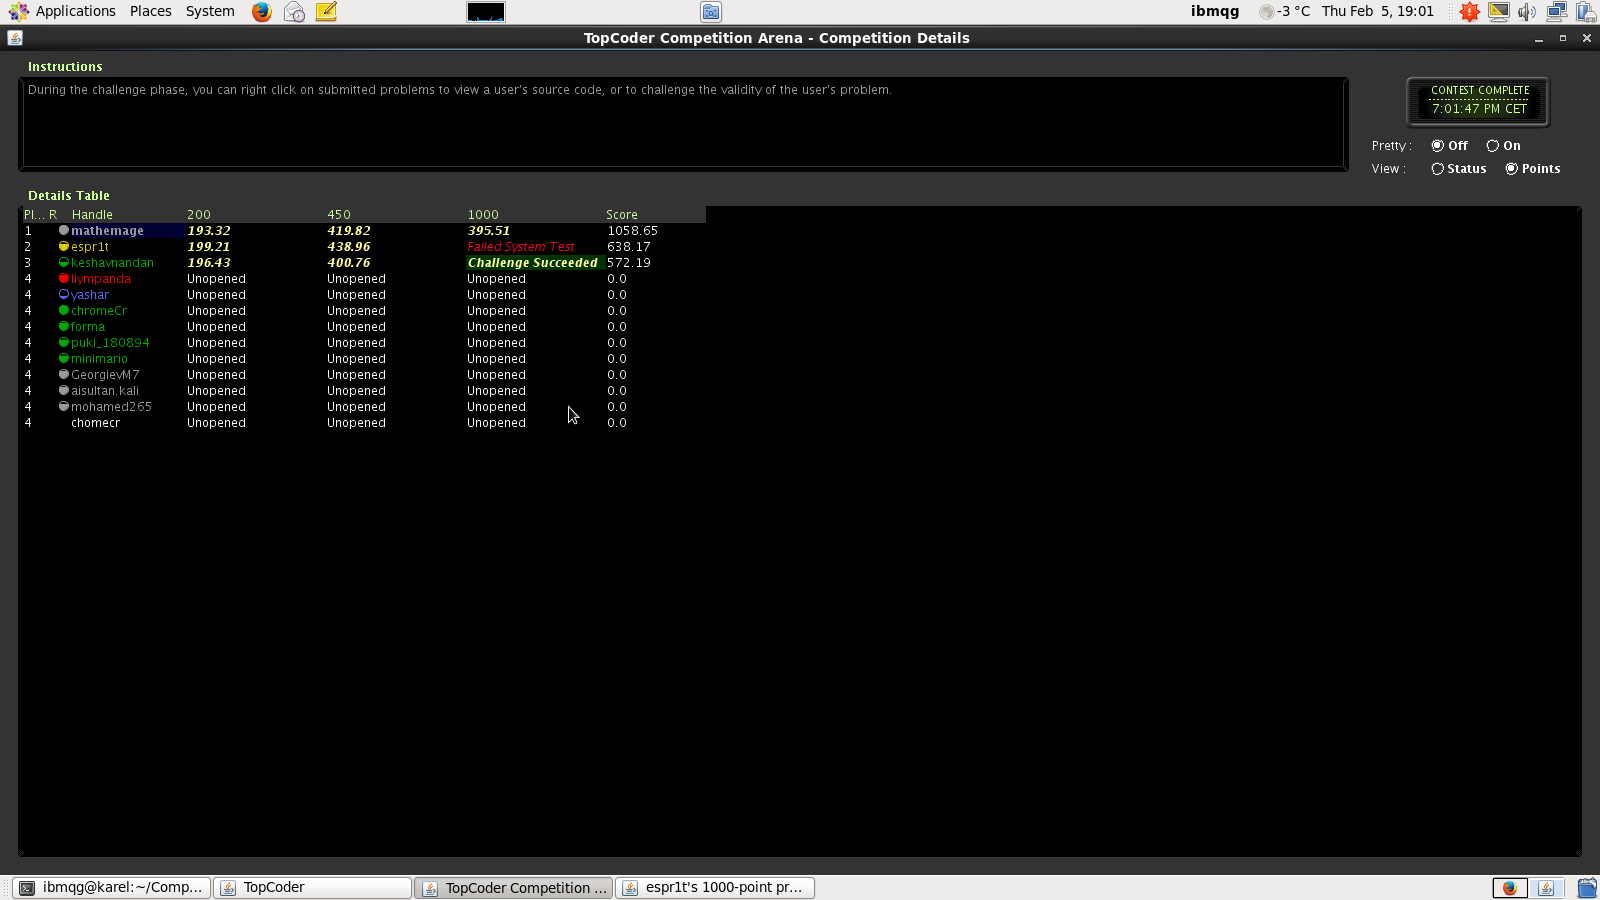 Applications Places System ibmqg -3 °C Thu Feb 5, 19:01
TopCoder Competition Arena - Competition Details
Instructions
During the challenge phase, you can right click on submitted problems to view a user's source code, or to challenge the validity of the user's problem.
CONTEST COMPLETE
7:01:47 PM CET
Pretty : Off On
View : Status Points
Details Table
Pl... R Handle 200 450 1000 Score
1 mathemage 193.32 419.82 395.51 1058.65
2 espr1t 199.21 438.96 Failed System Test 638.17
3 keshavnandan 196.43 400.76 Challenge Succeeded 572.19
4 liympanda Unopened Unopened Unopened 0.0
4 yashar Unopened Unopened Unopened 0.0
4 chromeCr Unopened Unopened Unopened 0.0
4 forma Unopened Unopened Unopened 0.0
4 puki_180894 Unopened Unopened Unopened 0.0
4 minimario Unopened Unopened Unopened 0.0
4 GeorgievM7 Unopened Unopened Unopened 0.0
4 aisultan.kali Unopened Unopened Unopened 0.0
4 mohamed265 Unopened Unopened Unopened 0.0
4 chomecr Unopened Unopened Unopened 0.0
ibmqg@karel:~/Comp... TopCoder TopCoder Competition ... espr1t's 1000-point pr...